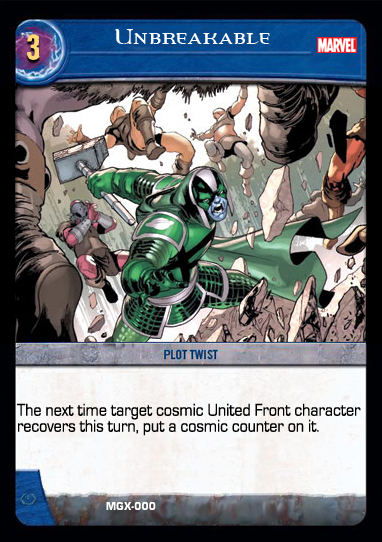 3
UNBREAKABLE
MARVEL
PLOT TWIST
The next time target cosmic United Front character
recovers this turn, put a cosmic counter on it.
MGX-000